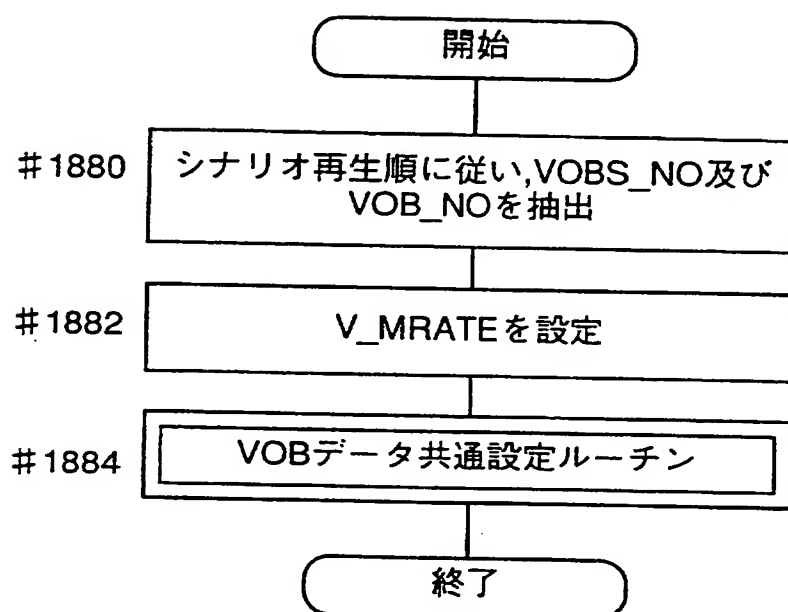 開始
#1880
シナリオ再生順に従い,VOBS_NO及び
VOB_NOを抽出
#1882
V_MRATEを設定
#1884
VOBデータ共通設定ルーチン
終了